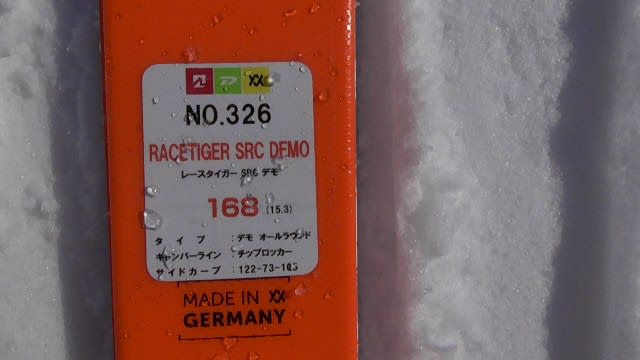 NO.326
RACETIGER SRC DEMO
レースタイガー SRC デモ
168 (15.3)
タイプ :デモ オールラウンド
キャンバーライン :チップロッカー
サイドカーブ :122-73-103
MADE IN
GERMANY